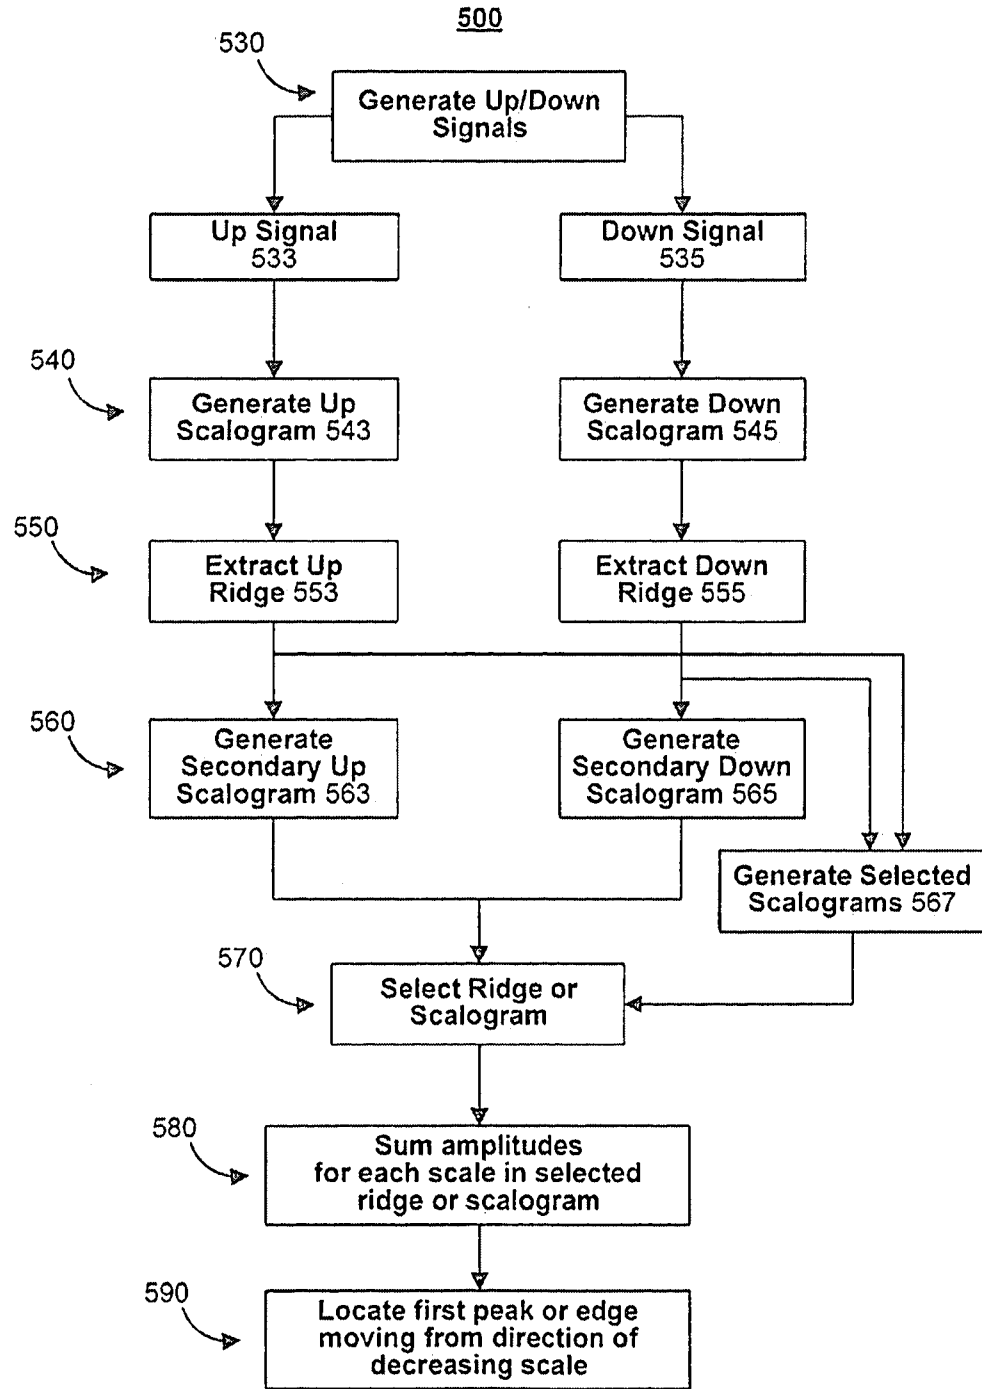 500
530
Generate Up/Down
Signals
Up Signal
533
Down Signal
535
540
Generate Up
Scalogram 543
Generate Down
Scalogram 545
550
Extract Up
Ridge 553
Extract Down
Ridge 555
560
Generate
Secondary Up
Scalogram 563
Generate
Secondary Down
Scalogram 565
Generate Selected
Scalograms 567
570
Select Ridge or
Scalogram
580
Sum amplitudes
for each scale in selected
ridge or scalogram
590
Locate first peak or edge
moving from direction of
decreasing scale